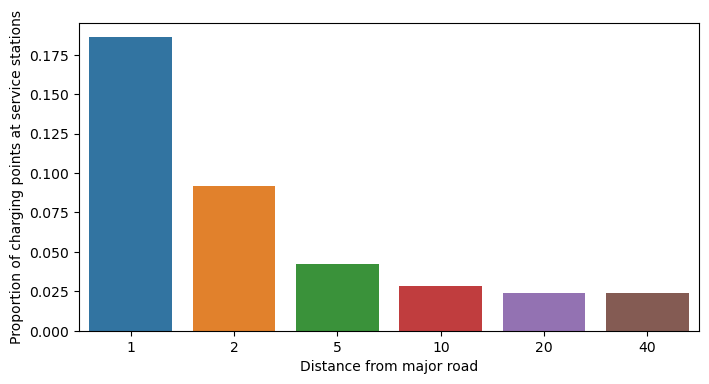 Proportion of charging points at service stations
0.175
0.150
0.125
0.100
0.075
0.050
0.025
0.000
1 2 5 10 20 40
Distance from major road